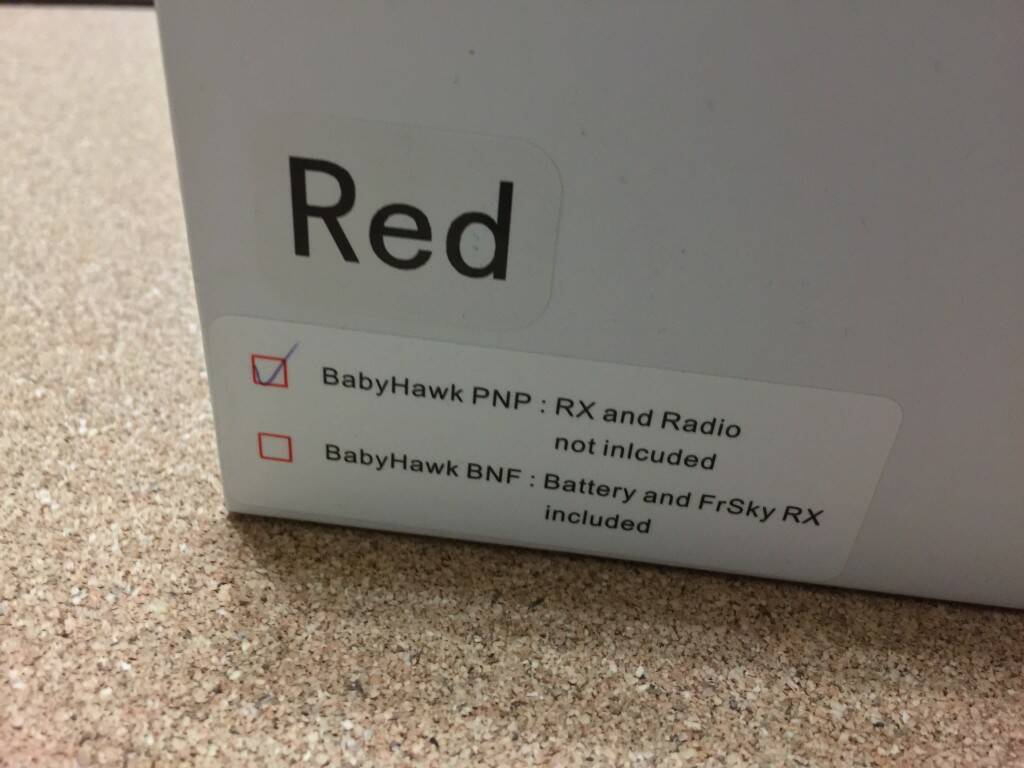 Red
BabyHawk PNP : RX and Radio
not inlcuded
BabyHawk BNF : Battery and FrSky RX
included